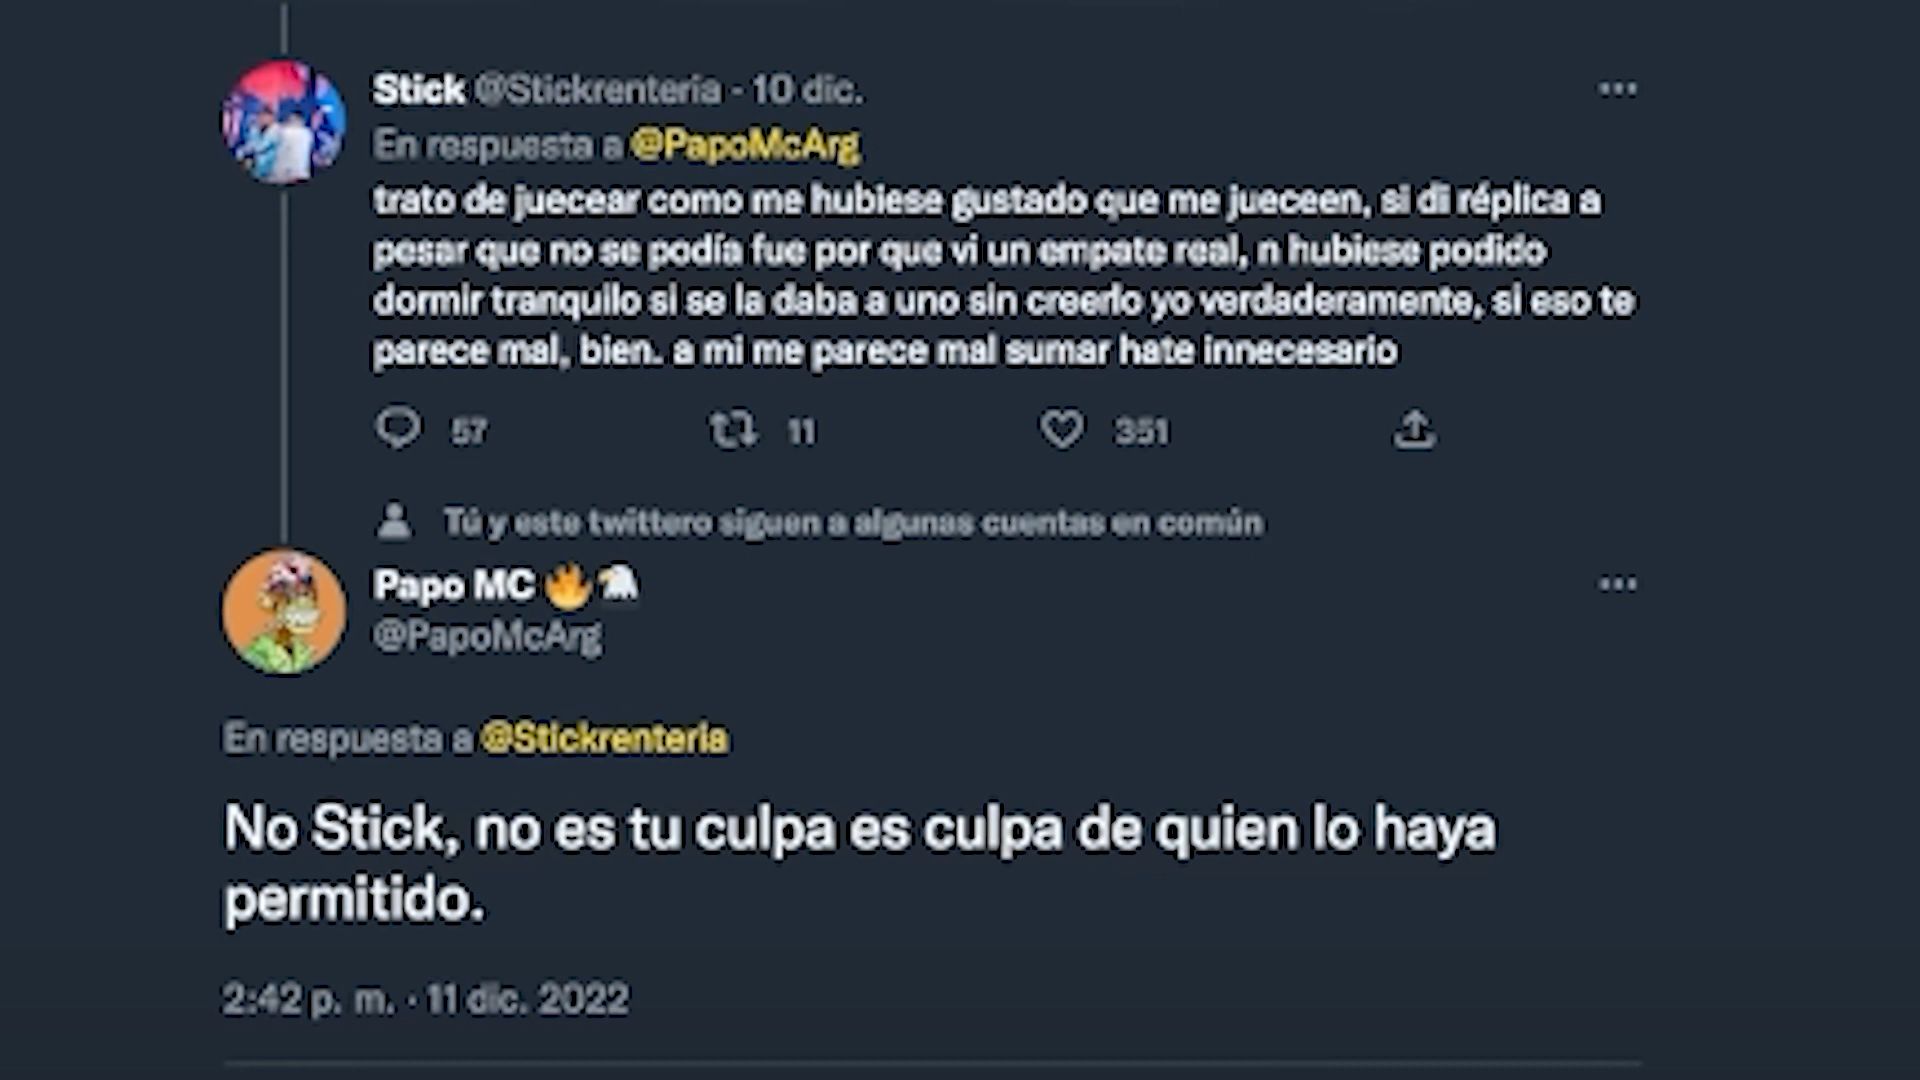 Stick @Stickrenteria · 10 dic.
En respuesta a @PapoMcArg
trato de juecear como me hubiese gustado que me jueceen, si di réplica a
pesar que no se podía fue por que vi un empate real, n hubiese podido
dormir tranquilo si se la daba a uno sin creerlo yo verdaderamente, si eso te
parece mal, bien. a mi me parece mal sumar hate innecesario
57 11 351
Tú y este twittero siguen a algunas cuentas en común
Papo MC 🔥🦅
@PapoMcArg
En respuesta a @Stickrenteria
No Stick, no es tu culpa es culpa de quien lo haya
permitido.
2:42 p. m. · 11 dic. 2022